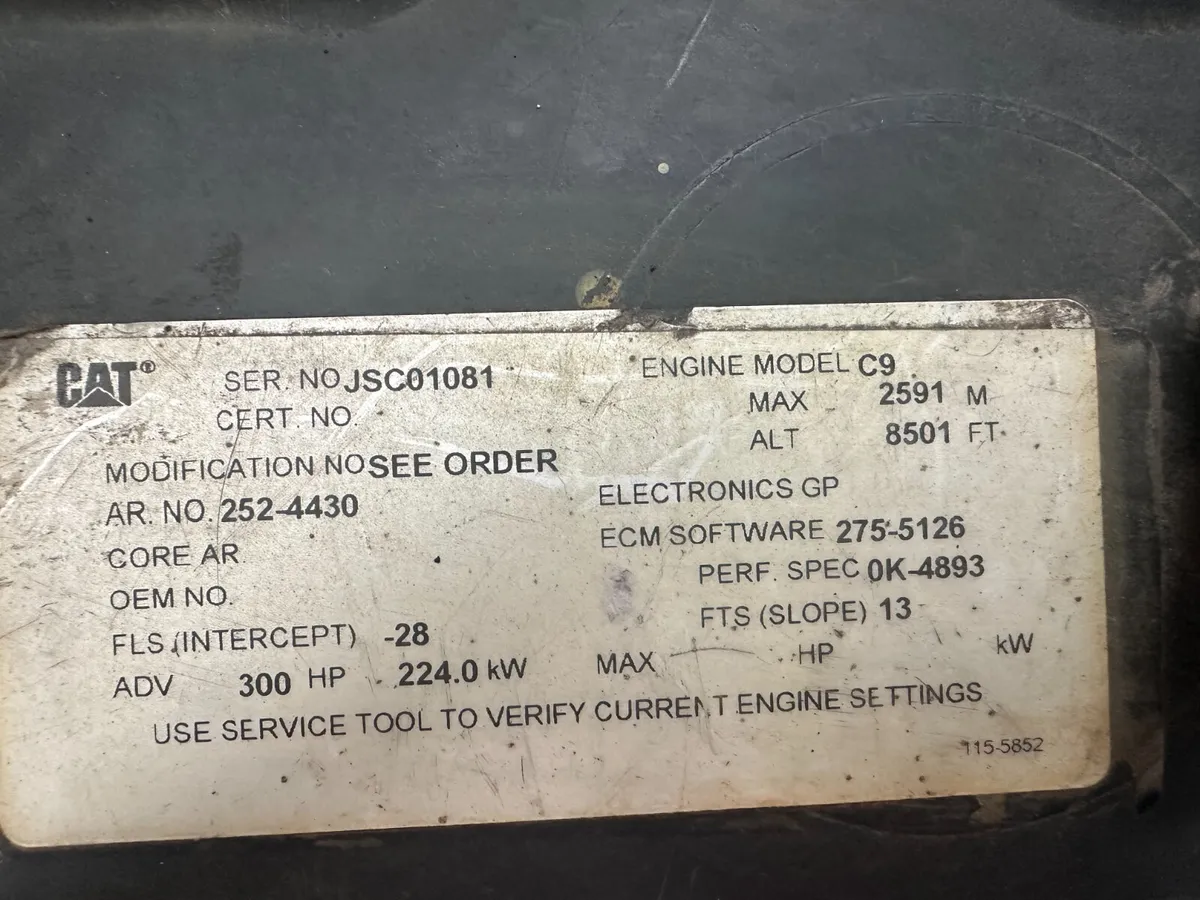 CAT®
SER. NO JSC01081
CERT. NO.
MODIFICATION NO SEE ORDER
AR. NO. 252-4430
CORE AR
OEM NO.
FLS (INTERCEPT) -28
ADV 300 HP 224.0 kW
ENGINE MODEL C9
MAX 2591 M
ALT 8501 FT
ELECTRONICS GP
ECM SOFTWARE 275-5126
PERF. SPEC 0K-4893
FTS (SLOPE) 13
MAX HP kW
USE SERVICE TOOL TO VERIFY CURRENT ENGINE SETTINGS
115-5852